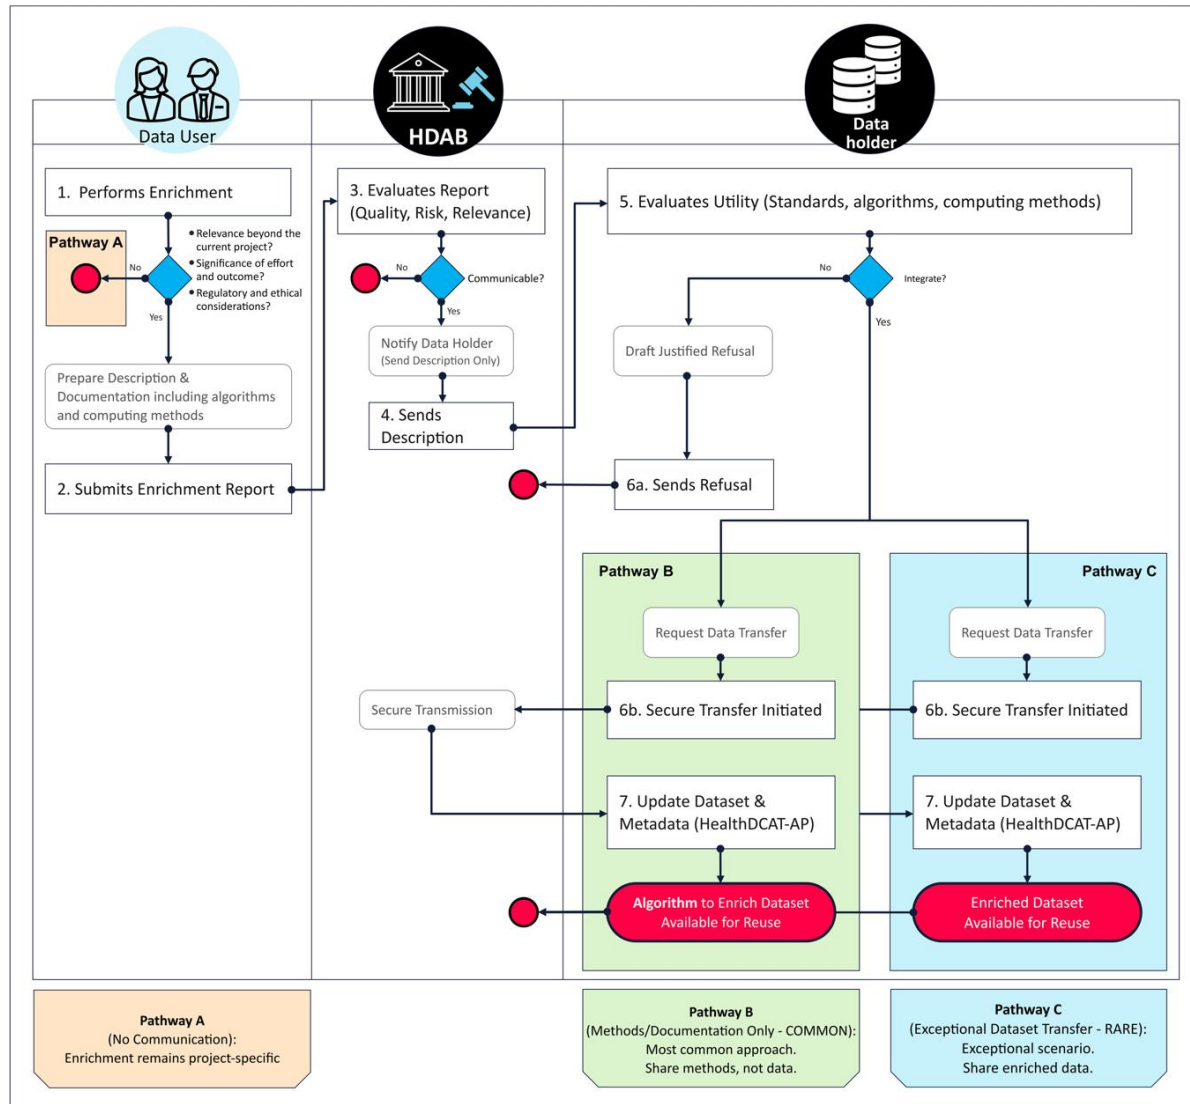 Data User
HDAB
Data
holder
1. Performs Enrichment
Pathway A
No
• Relevance beyond the
current project?
• Significance of effort
and outcome?
• Regulatory and ethical
considerations?
Yes
Prepare Description &
Documentation including algorithms
and computing methods
2. Submits Enrichment Report
3. Evaluates Report
(Quality, Risk, Relevance)
No
Communicable?
Yes
Notify Data Holder
(Send Description Only)
4. Sends
Description
5. Evaluates Utility (Standards, algorithms, computing methods)
No
Integrate?
Yes
Draft Justified Refusal
6a. Sends Refusal
Pathway B
Request Data Transfer
6b. Secure Transfer Initiated
Secure Transmission
7. Update Dataset &
Metadata (HealthDCAT-AP)
Algorithm to Enrich Dataset
Available for Reuse
Pathway C
Request Data Transfer
6b. Secure Transfer Initiated
7. Update Dataset &
Metadata (HealthDCAT-AP)
Enriched Dataset
Available for Reuse
Pathway A
(No Communication):
Enrichment remains project-specific
Pathway B
(Methods/Documentation Only - COMMON):
Most common approach.
Share methods, not data.
Pathway C
(Exceptional Dataset Transfer - RARE):
Exceptional scenario.
Share enriched data.